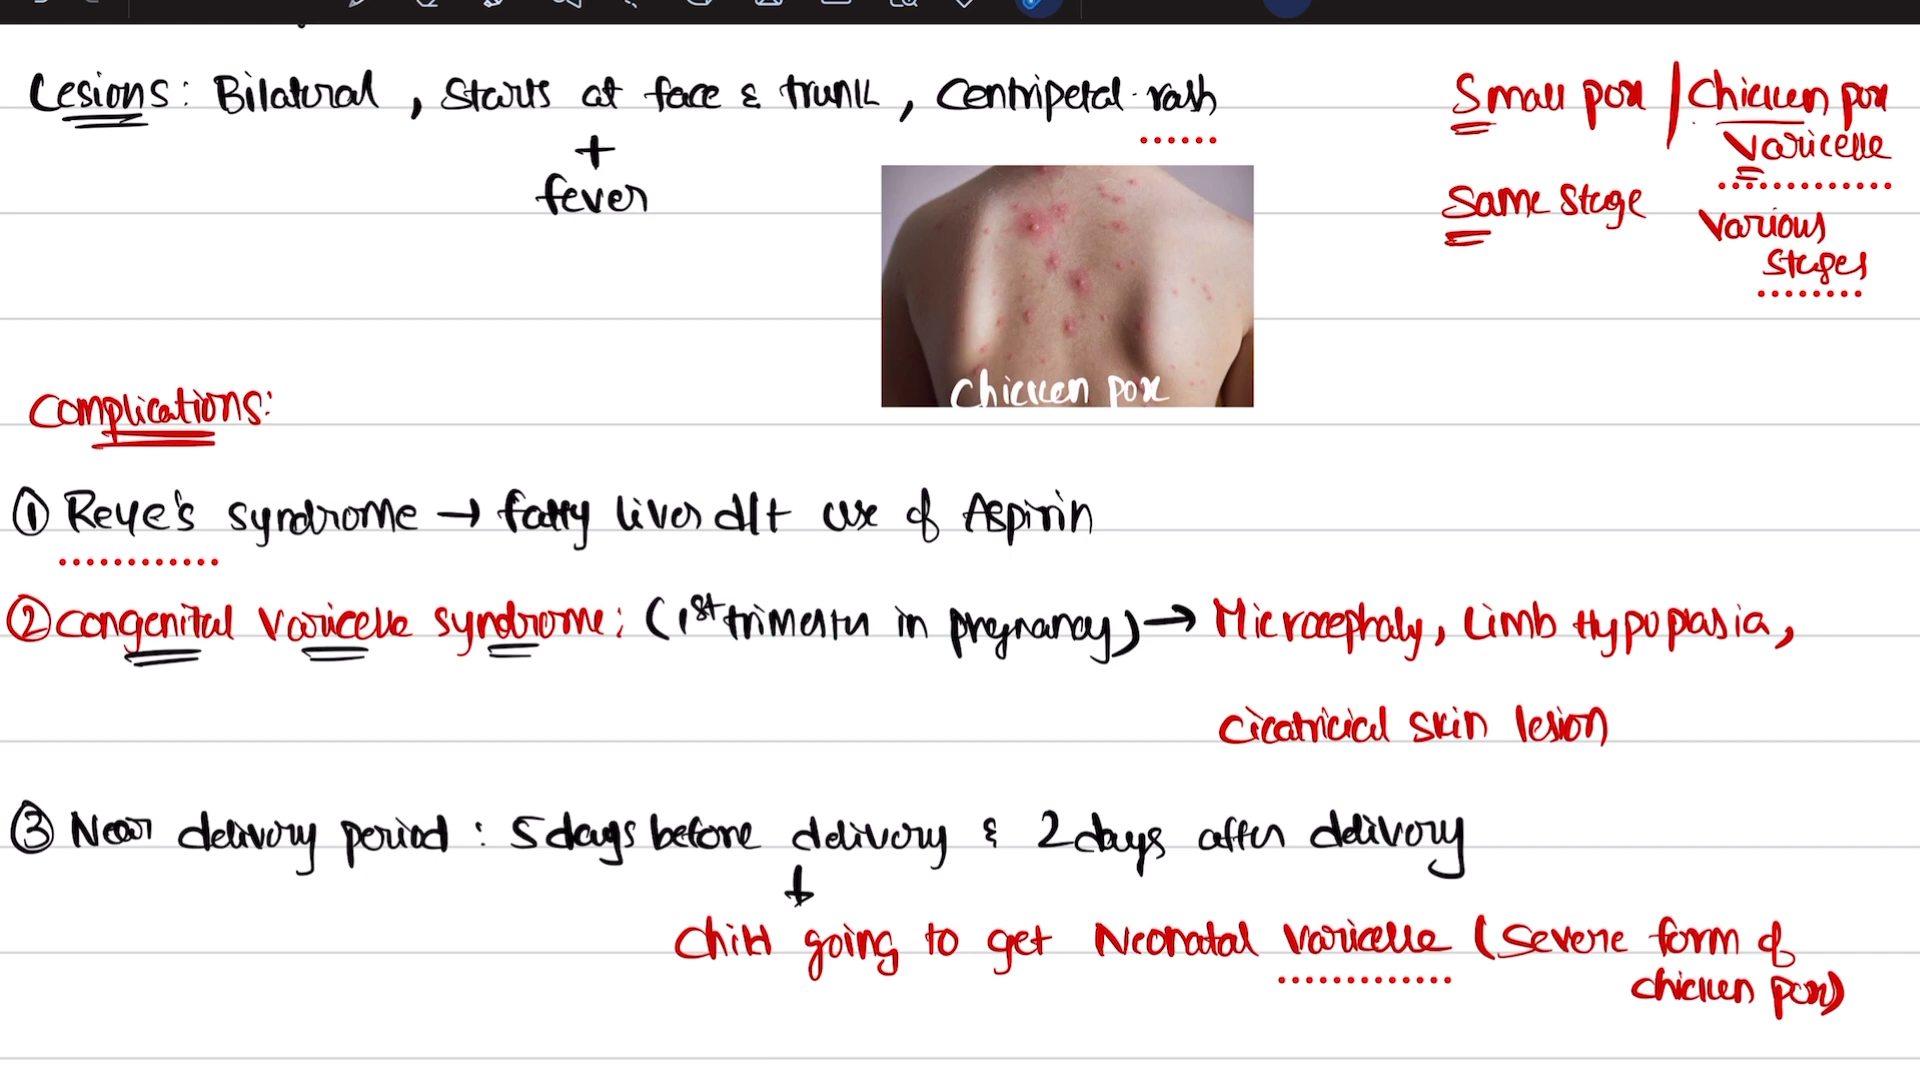 Lesions: Bilateral, Starts at face & trunk, Centripetal rash
+
fever
Small pox / Chicken pox
Varicelle
Same Stage
Various
Stages
Chicken pox
Complications:
① Reye's syndrome → fatty liver d/t use of Aspirin
② Congenital Varicelle syndrome: (1st trimester in pregnancy) → Microcephaly, Limb Hypoplasia,
Cicatricial skin lesion
③ Near delivery period: 5 days before delivery & 2 days after delivery
↓
Child going to get Neonatal Varicelle (Severe form of
chicken pox)